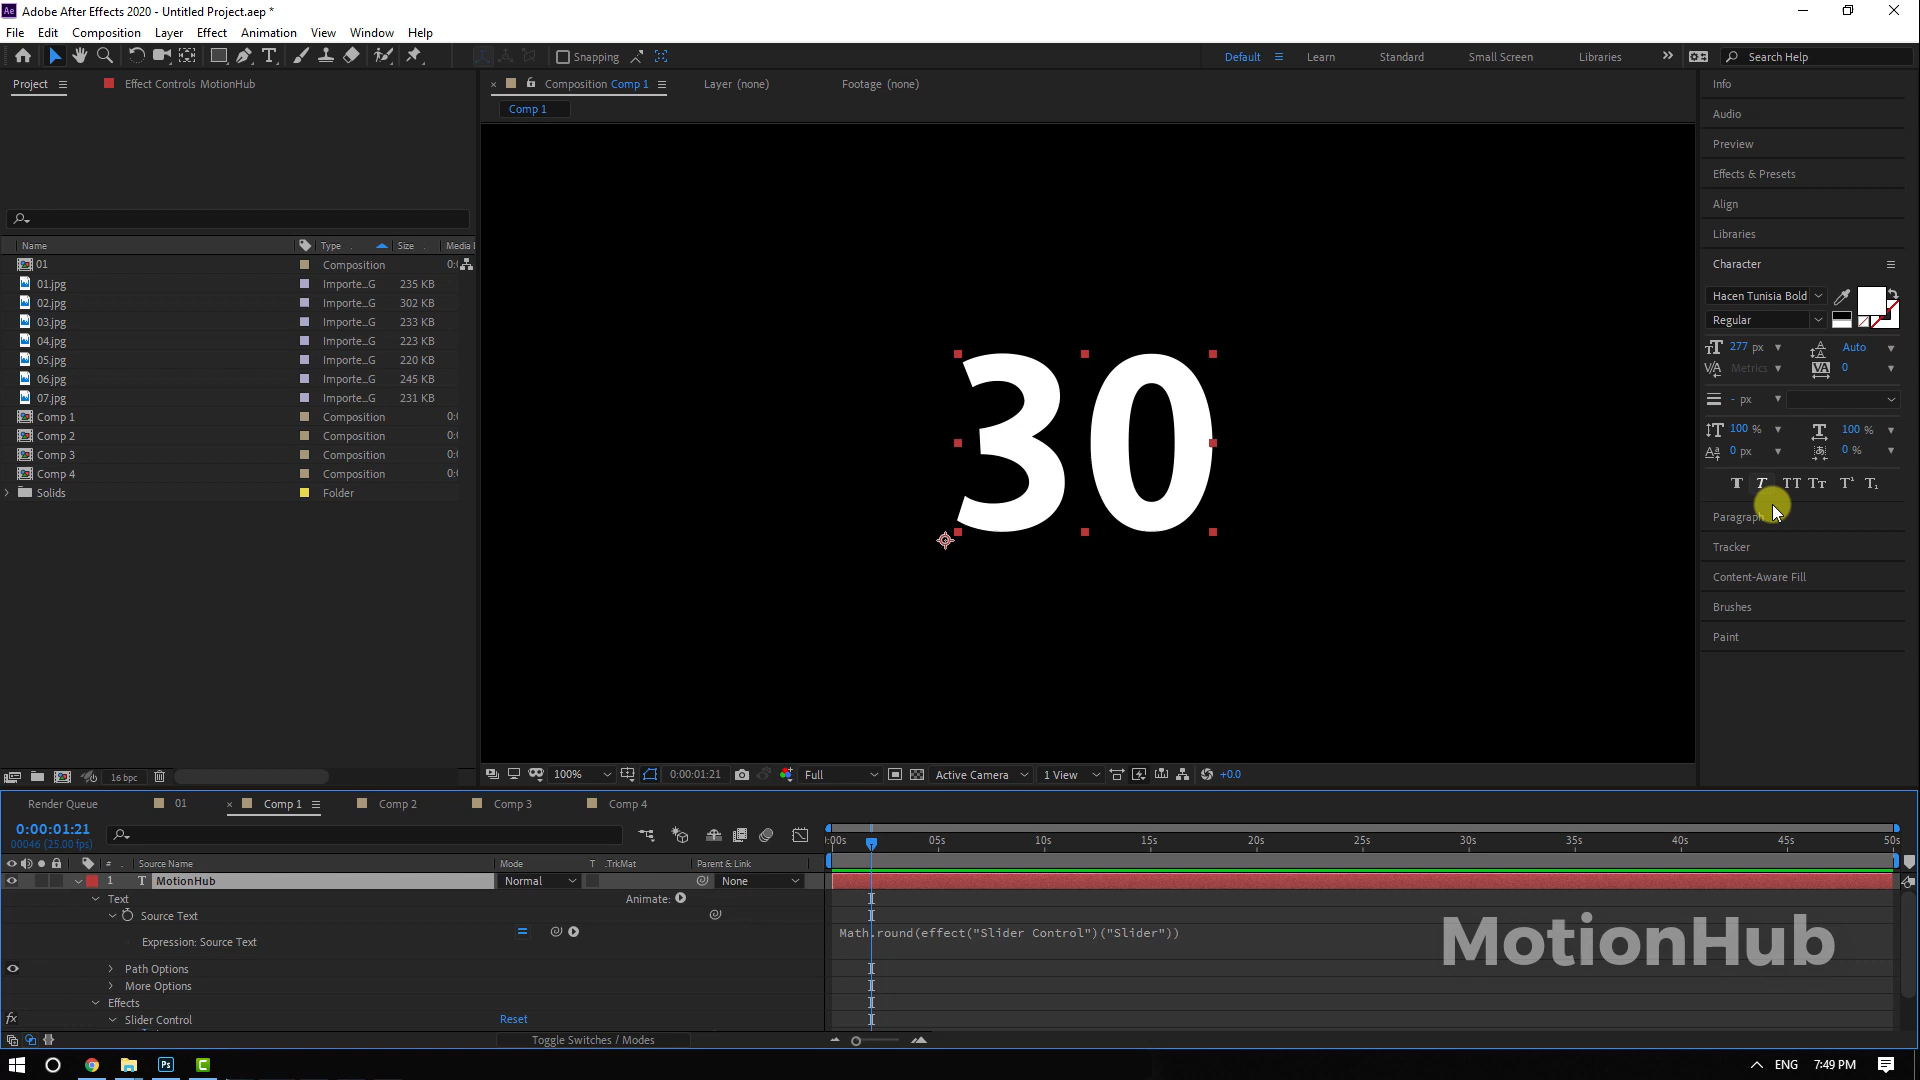 Adobe After Effects 2020 - Untitled Project.aep *
File Edit Composition Layer Effect Animation View Window Help
Snapping
Default Learn Standard Small Screen Libraries Search Help
Project Effect Controls MotionHub
Composition Comp 1 Layer (none) Footage (none)
Comp 1
Name Type Size Media
01 Composition 0:
01.jpg Importe...G 235 KB
02.jpg Importe...G 302 KB
03.jpg Importe...G 233 KB
04.jpg Importe...G 223 KB
05.jpg Importe...G 220 KB
06.jpg Importe...G 245 KB
07.jpg Importe...G 231 KB
Comp 1 Composition 0:
Comp 2 Composition 0:
Comp 3 Composition 0:
Comp 4 Composition 0:
Solids Folder
16 bpc
30
100% 0:00:01:21 Full Active Camera 1 View +0.0
Info
Audio
Preview
Effects & Presets
Align
Libraries
Character
Hacen Tunisia Bold
Regular
277 px Auto
Metrics 0
- px
100 % 100 %
0 px 0 %
Paragraph
Tracker
Content-Aware Fill
Brushes
Paint
Render Queue 01 Comp 1 Comp 2 Comp 3 Comp 4
0:00:01:21
00046 (25.00 fps)
:00s 05s 10s 15s 20s 25s 30s 35s 40s 45s 50s
# Source Name Mode T .TrkMat Parent & Link
1 T MotionHub Normal None
Text Animate:
Source Text
Expression: Source Text
Math.round(effect("Slider Control")("Slider"))
Path Options
More Options
Effects
fx Slider Control Reset
Toggle Switches / Modes
MotionHub
ENG 7:49 PM